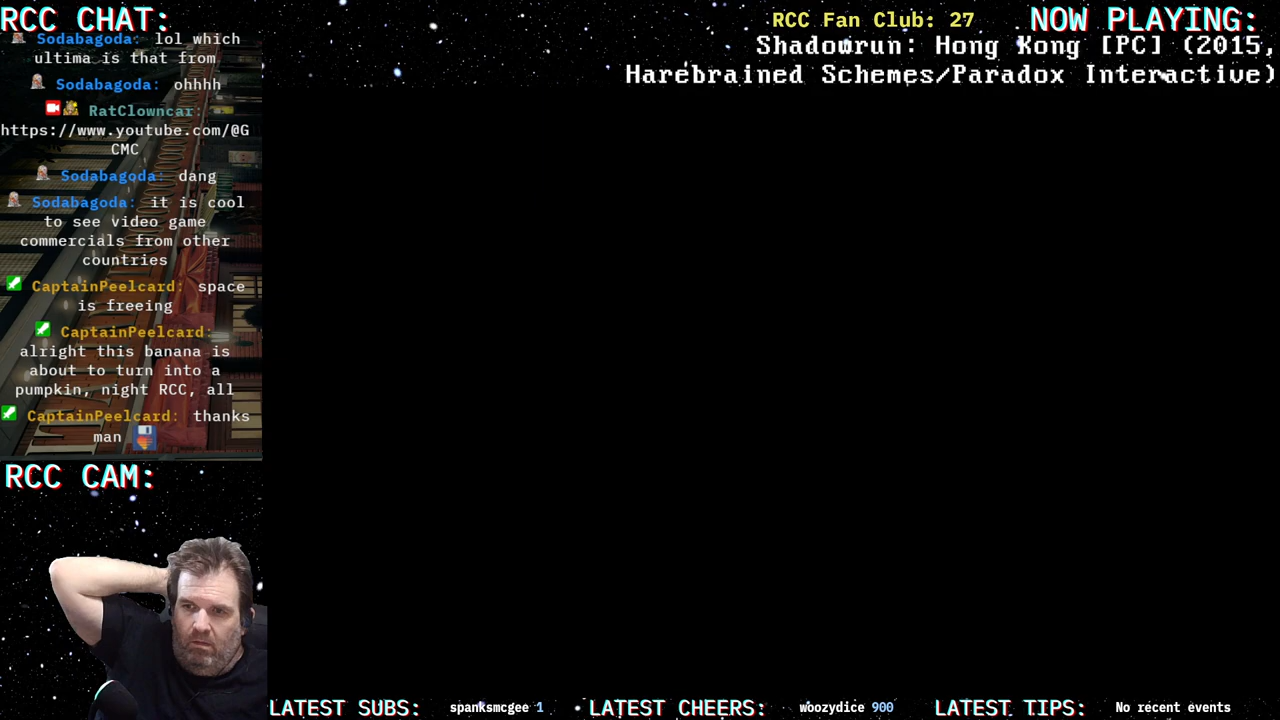 RCC CHAT:
Sodabagoda: lol which
ultima is that from
Sodabagoda: ohhhh
RatClowncar:
https://www.youtube.com/@G
CMC
Sodabagoda: dang
Sodabagoda: it is cool
to see video game
commercials from other
countries
CaptainPeelcard: space
is freeing
CaptainPeelcard:
alright this banana is
about to turn into a
pumpkin, night RCC, all
CaptainPeelcard: thanks
man
RCC CAM:
RCC Fan Club: 27
NOW PLAYING:
Shadowrun: Hong Kong [PC] (2015,
Harebrained Schemes/Paradox Interactive)
LATEST SUBS: spanksmcgee 1
LATEST CHEERS: woozydice 900
LATEST TIPS: No recent events